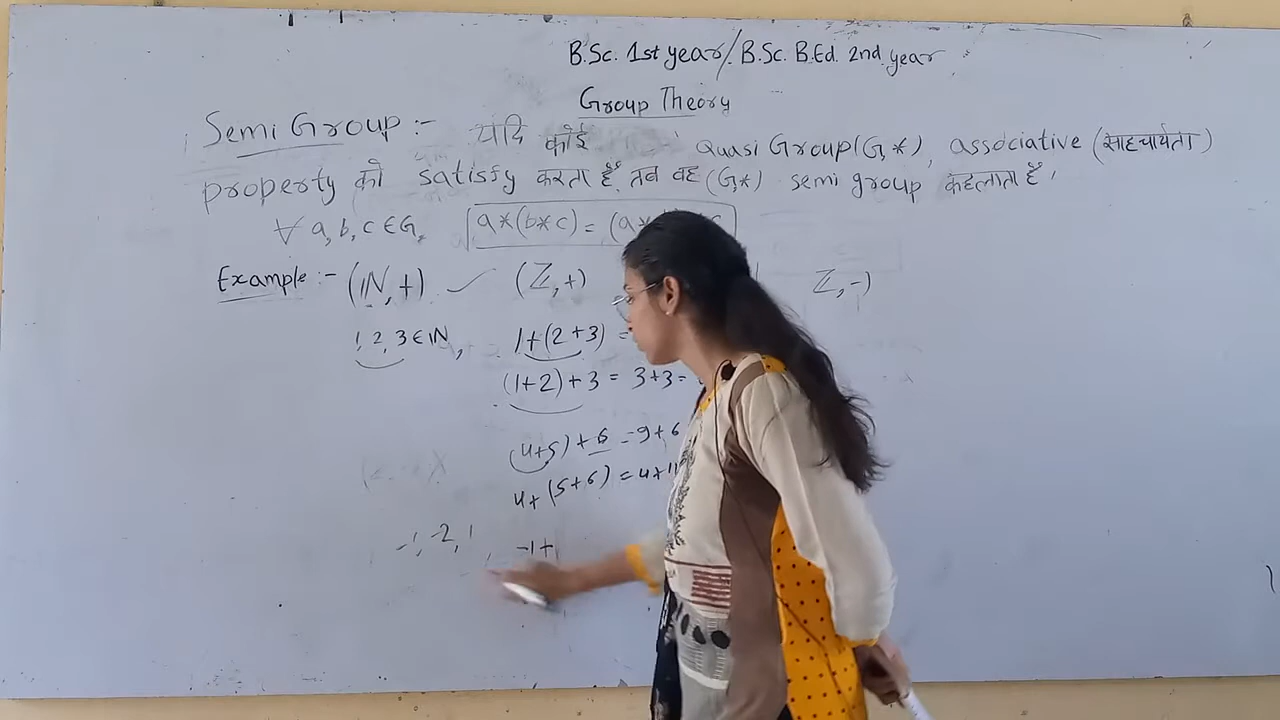 B.Sc. 1st year/B.Sc. B.Ed. 2nd year
Group Theory
Semi Group :- यदि कोई Quasi Group(G,*), associative (साहचार्यता)
property को satisfy करता है, तब वह (G,*) semi group कहलाता है।
∀ a, b, c ∈ G, a*(b*c) = (a*
Example :- (IN, +) ✓ (Z, +) Z, -)
1, 2, 3 ∈ IN, 1+(2+3) =
(1+2)+3 = 3+3=
(4+5)+6 = 9+6
4+(5+6) = 4+11
-1, -2, 1, -1+